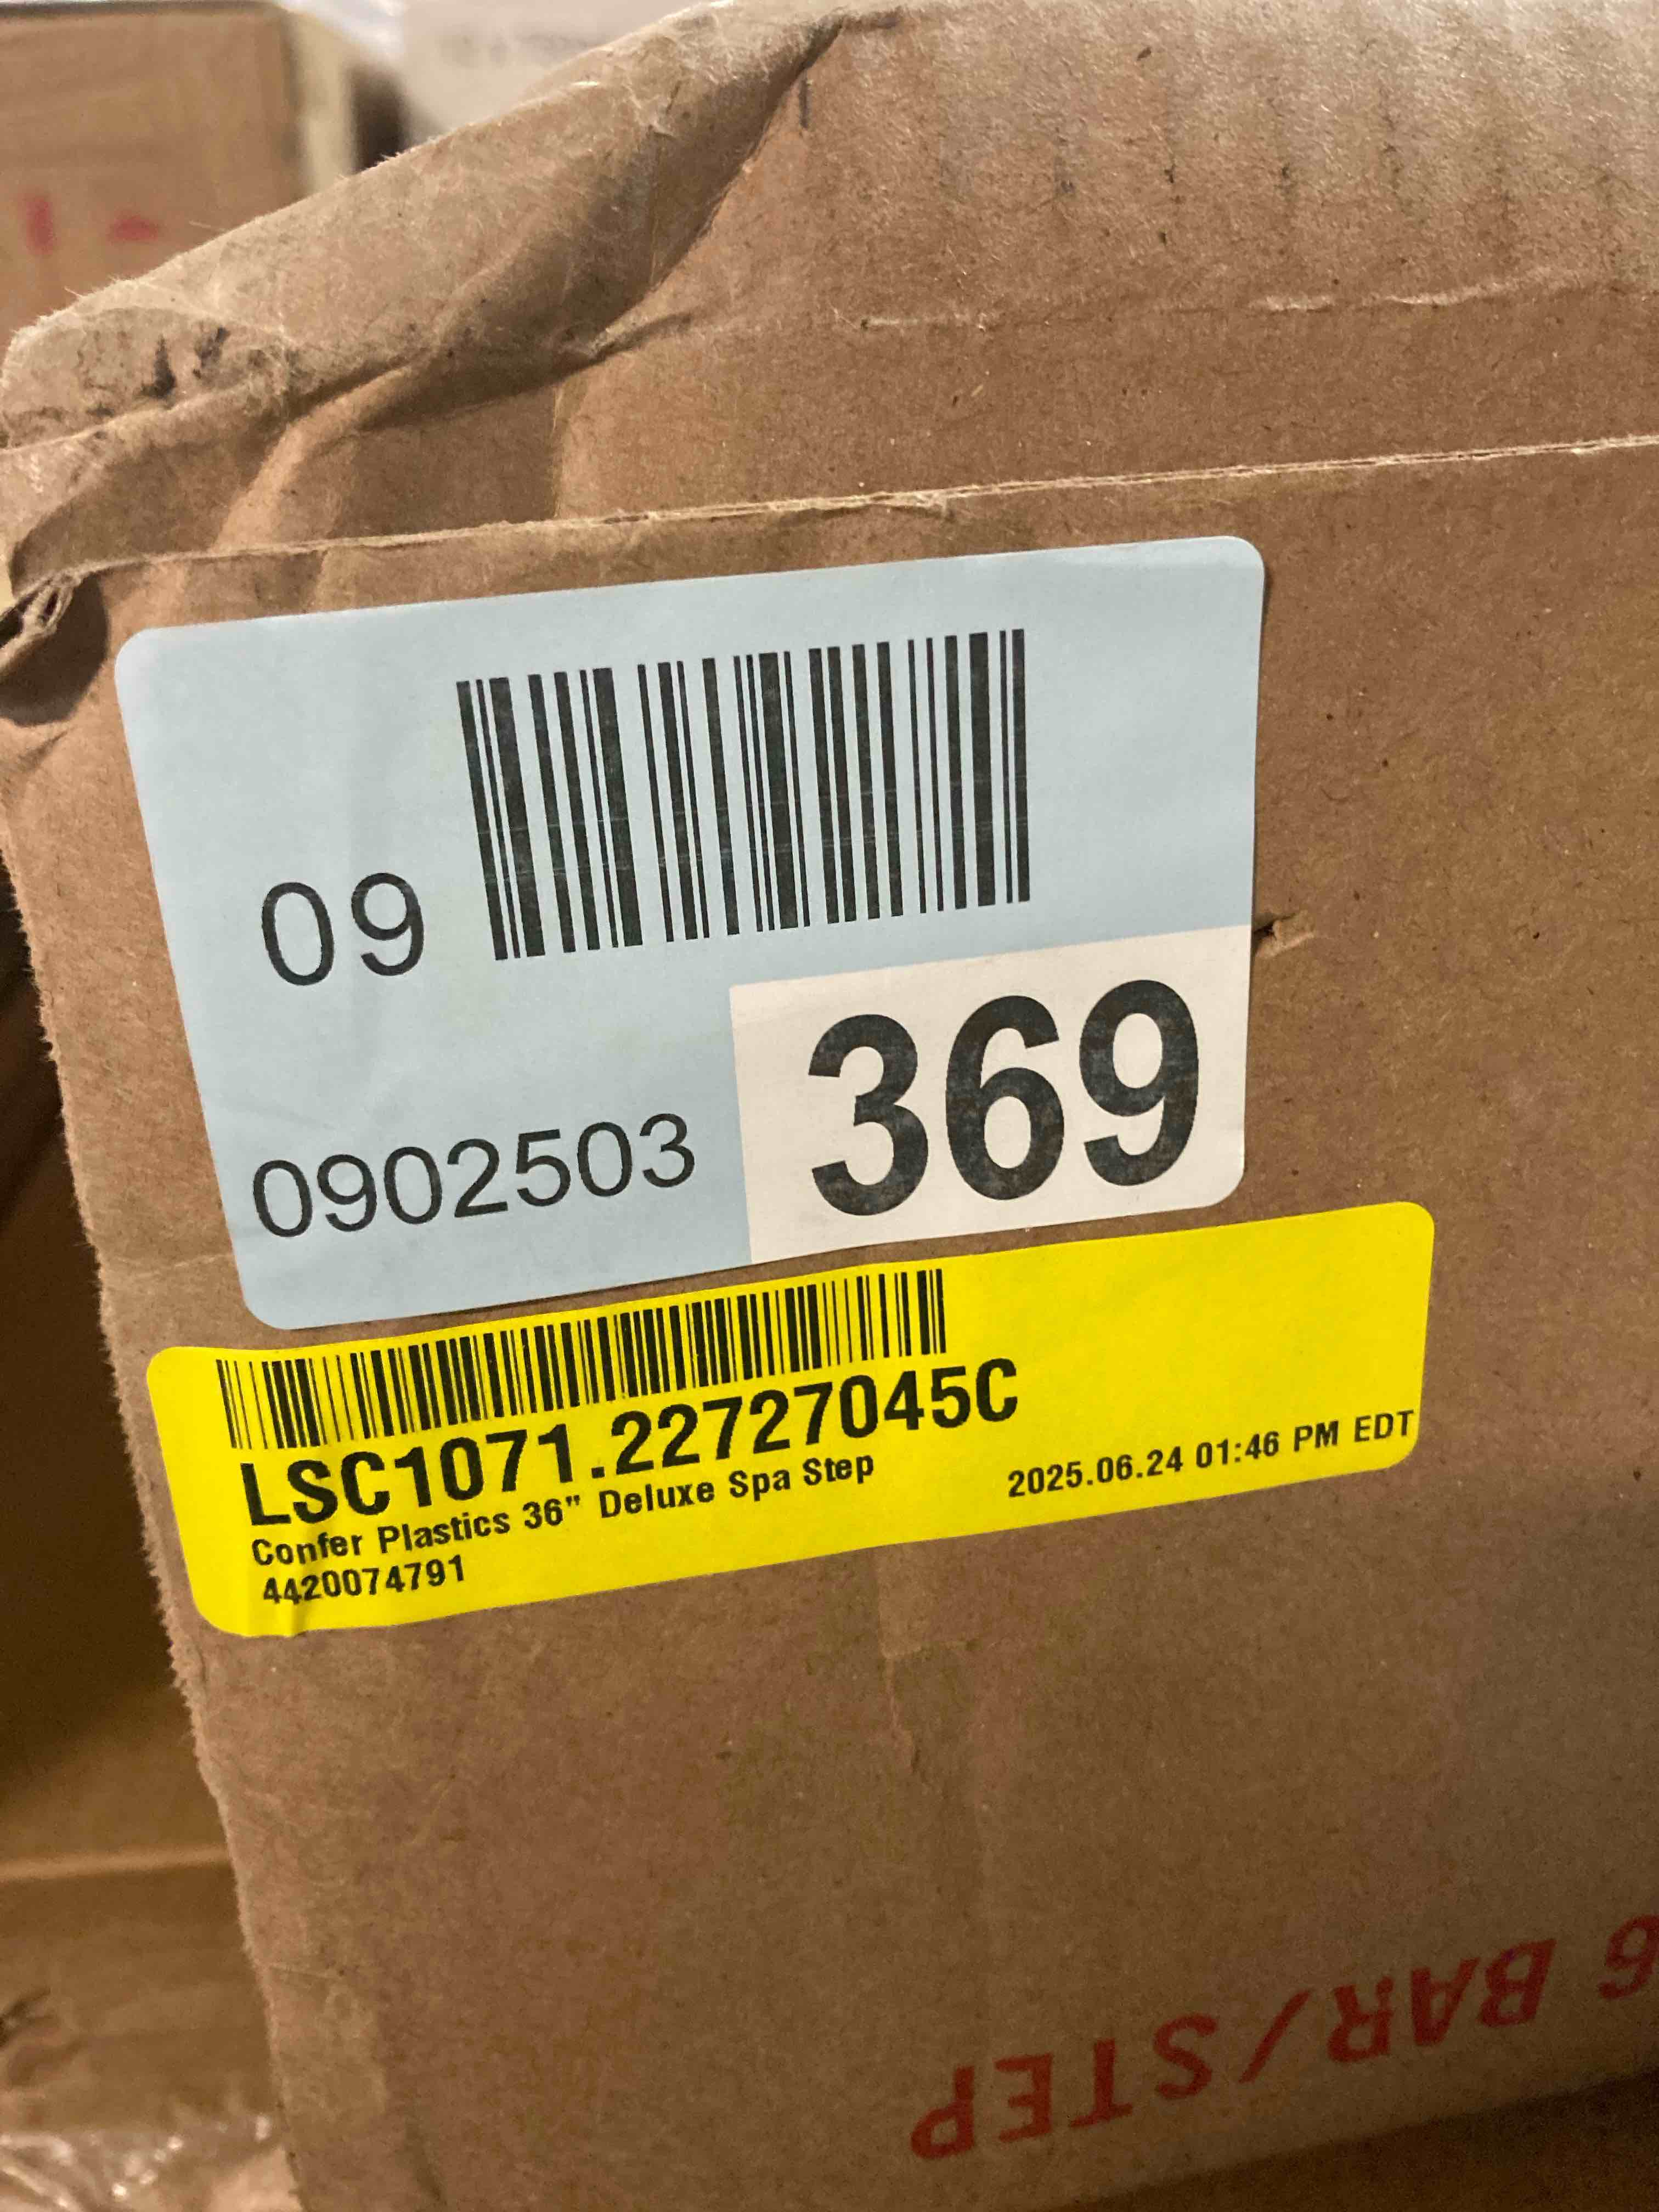 09
0902503
369
LSC1071.22727045C
Confer Plastics 36" Deluxe Spa Step
2025.06.24 01:46 PM EDT
4420074791
6 BAR/STEP